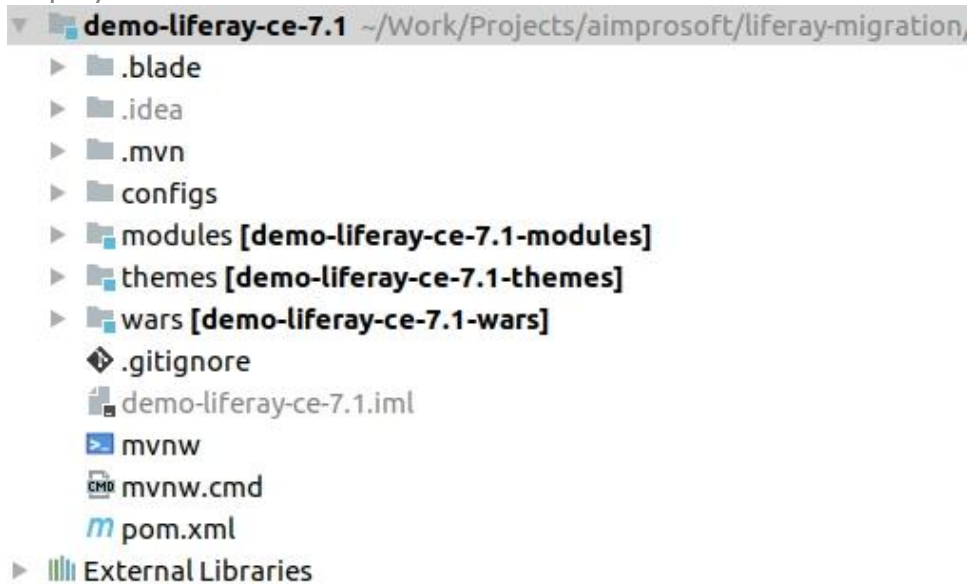 demo-liferay-ce-7.1 ~/Work/Projects/aimprosoft/liferay-migration/
.blade
.idea
.mvn
configs
modules [demo-liferay-ce-7.1-modules]
themes [demo-liferay-ce-7.1-themes]
wars [demo-liferay-ce-7.1-wars]
.gitignore
demo-liferay-ce-7.1.iml
mvnw
CMD mvnw.cmd
m pom.xml
External Libraries